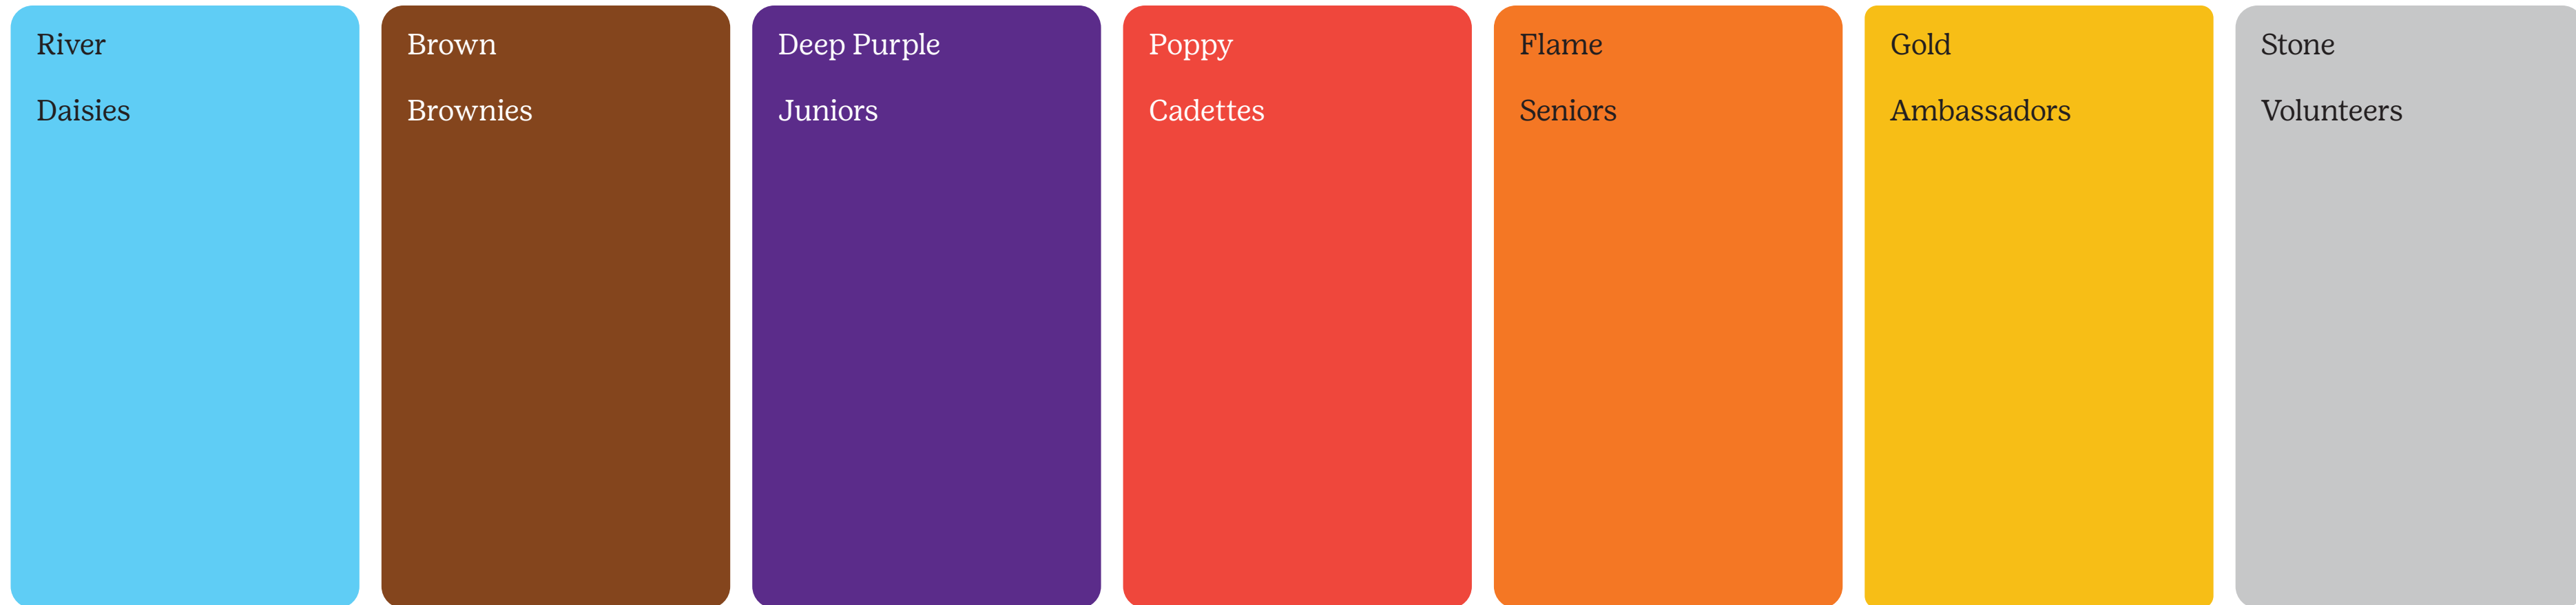 River
Daisies
Brown
Brownies
Deep Purple
Juniors
Poppy
Cadettes
Flame
Seniors
Gold
Ambassadors
Stone
Volunteers